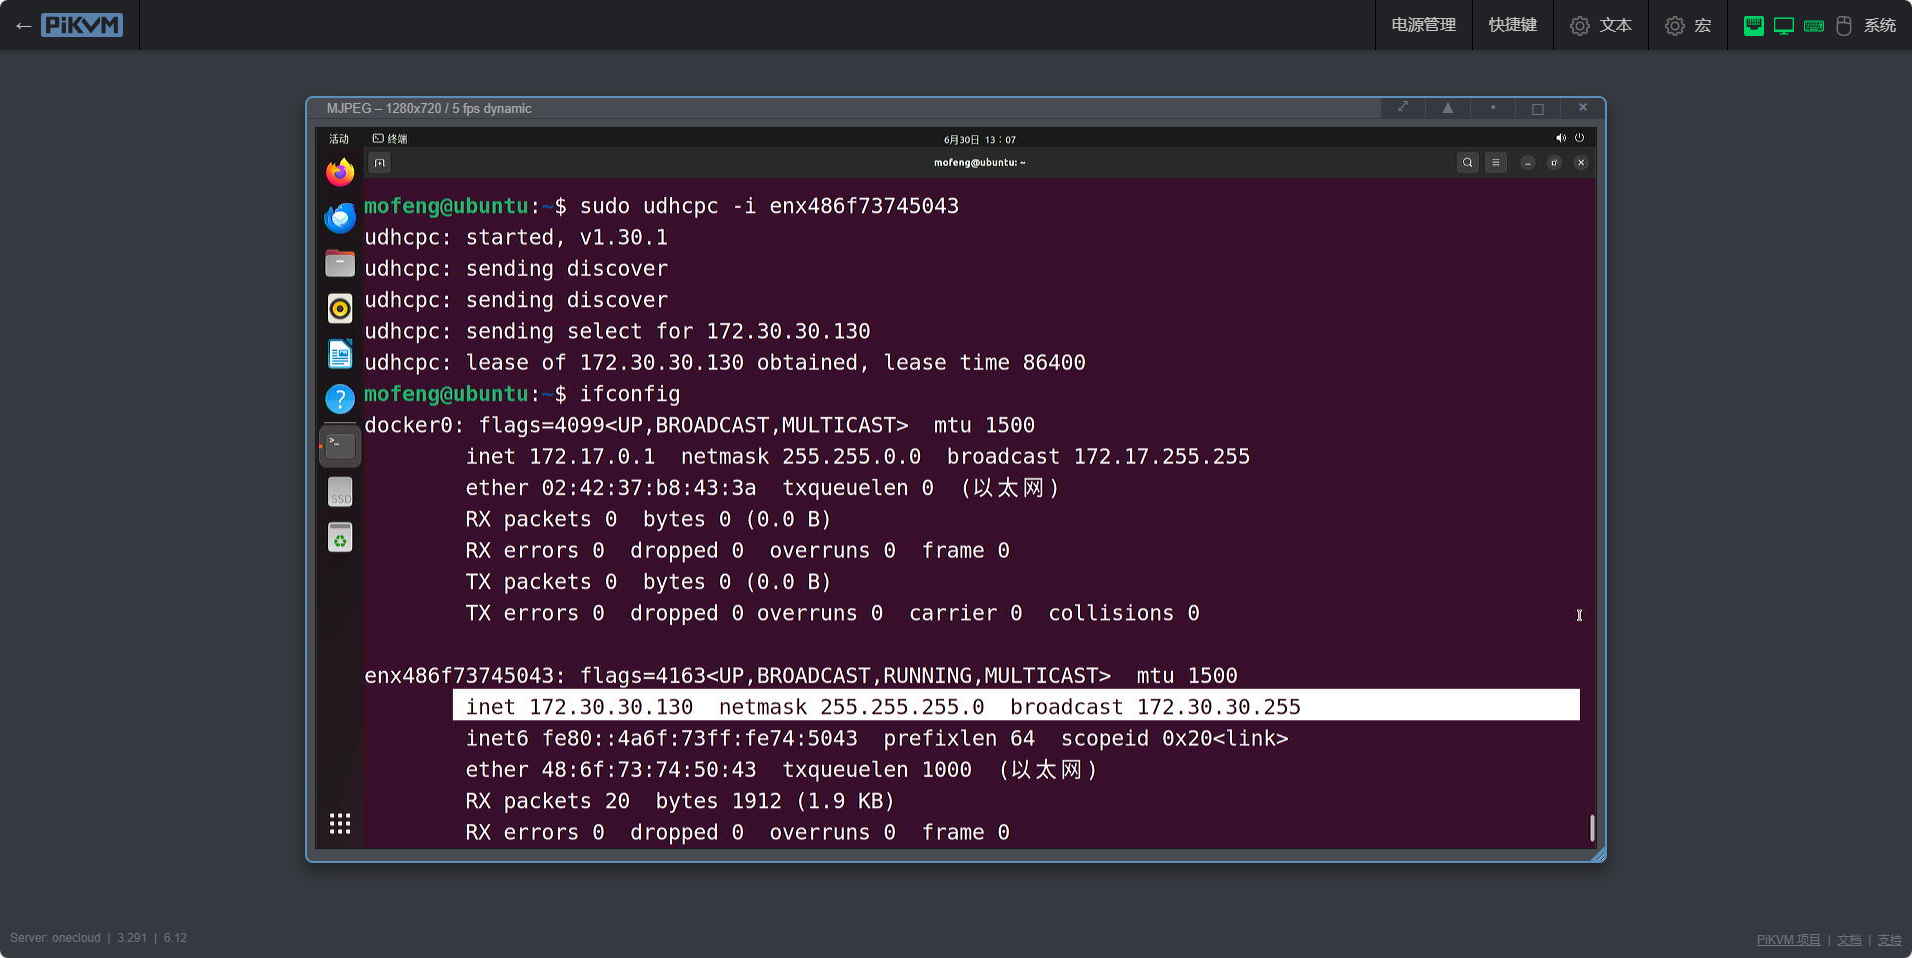 ← PiKVM 电源管理 快捷键 文本 宏 系统
MJPEG – 1280x720 / 5 fps dynamic
活动 终端 6月30日 13：07
mofeng@ubuntu: ~
mofeng@ubuntu:~$ sudo udhcpc -i enx486f73745043
udhcpc: started, v1.30.1
udhcpc: sending discover
udhcpc: sending discover
udhcpc: sending select for 172.30.30.130
udhcpc: lease of 172.30.30.130 obtained, lease time 86400
mofeng@ubuntu:~$ ifconfig
docker0: flags=4099<UP,BROADCAST,MULTICAST>  mtu 1500
inet 172.17.0.1  netmask 255.255.0.0  broadcast 172.17.255.255
ether 02:42:37:b8:43:3a  txqueuelen 0  (以太网)
RX packets 0  bytes 0 (0.0 B)
RX errors 0  dropped 0  overruns 0  frame 0
TX packets 0  bytes 0 (0.0 B)
TX errors 0  dropped 0 overruns 0  carrier 0  collisions 0
enx486f73745043: flags=4163<UP,BROADCAST,RUNNING,MULTICAST>  mtu 1500
inet 172.30.30.130  netmask 255.255.255.0  broadcast 172.30.30.255
inet6 fe80::4a6f:73ff:fe74:5043  prefixlen 64  scopeid 0x20<link>
ether 48:6f:73:74:50:43  txqueuelen 1000  (以太网)
RX packets 20  bytes 1912 (1.9 KB)
RX errors 0  dropped 0  overruns 0  frame 0
SSD
Server: onecloud | 3.291 | 6.12
PiKVM 项目 | 文档 | 支持